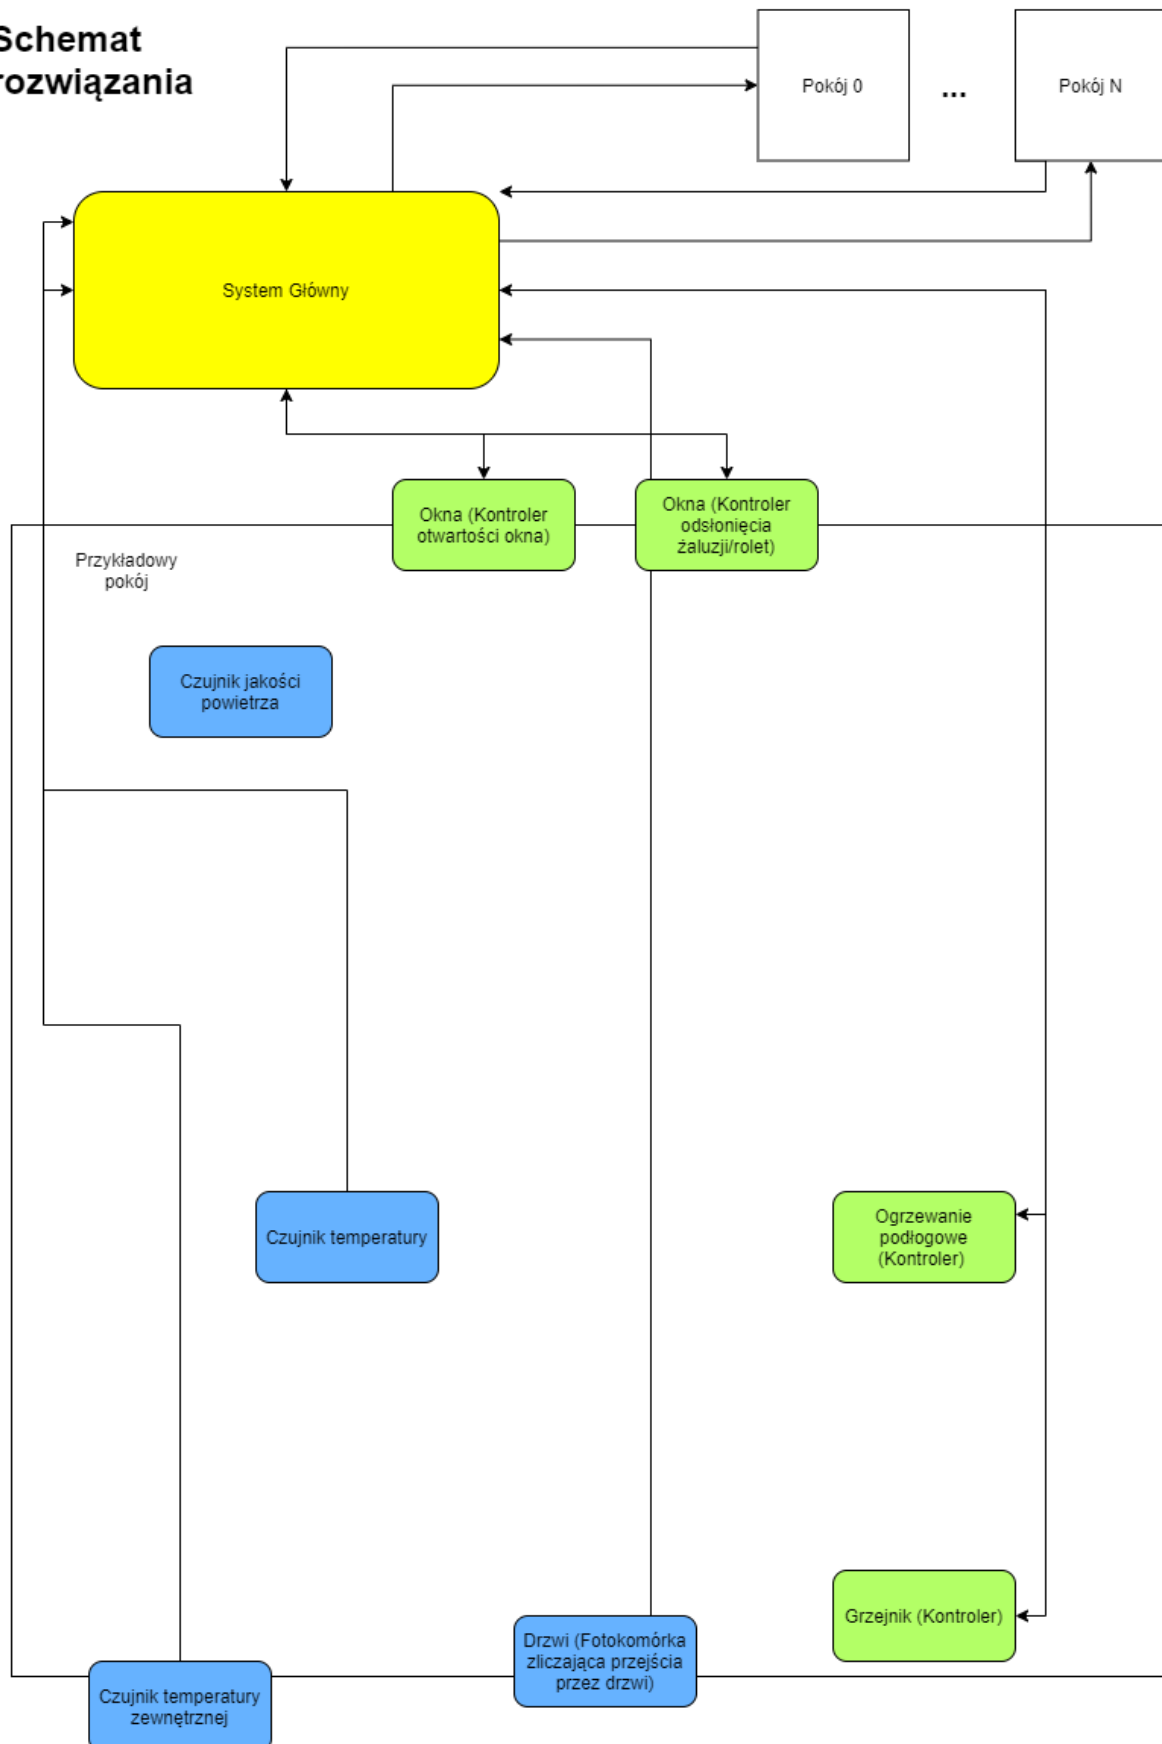 Schemat
rozwiązania
Pokój 0
...
Pokój N
System Główny
Okna (Kontroler
otwartości okna)
Okna (Kontroler
odsłonięcia
żaluzji/rolet)
Przykładowy
pokój
Czujnik jakości
powietrza
Czujnik temperatury
Ogrzewanie
podłogowe
(Kontroler)
Grzejnik (Kontroler)
Drzwi (Fotokomórka
zliczająca przejścia
przez drzwi)
Czujnik temperatury
zewnętrznej